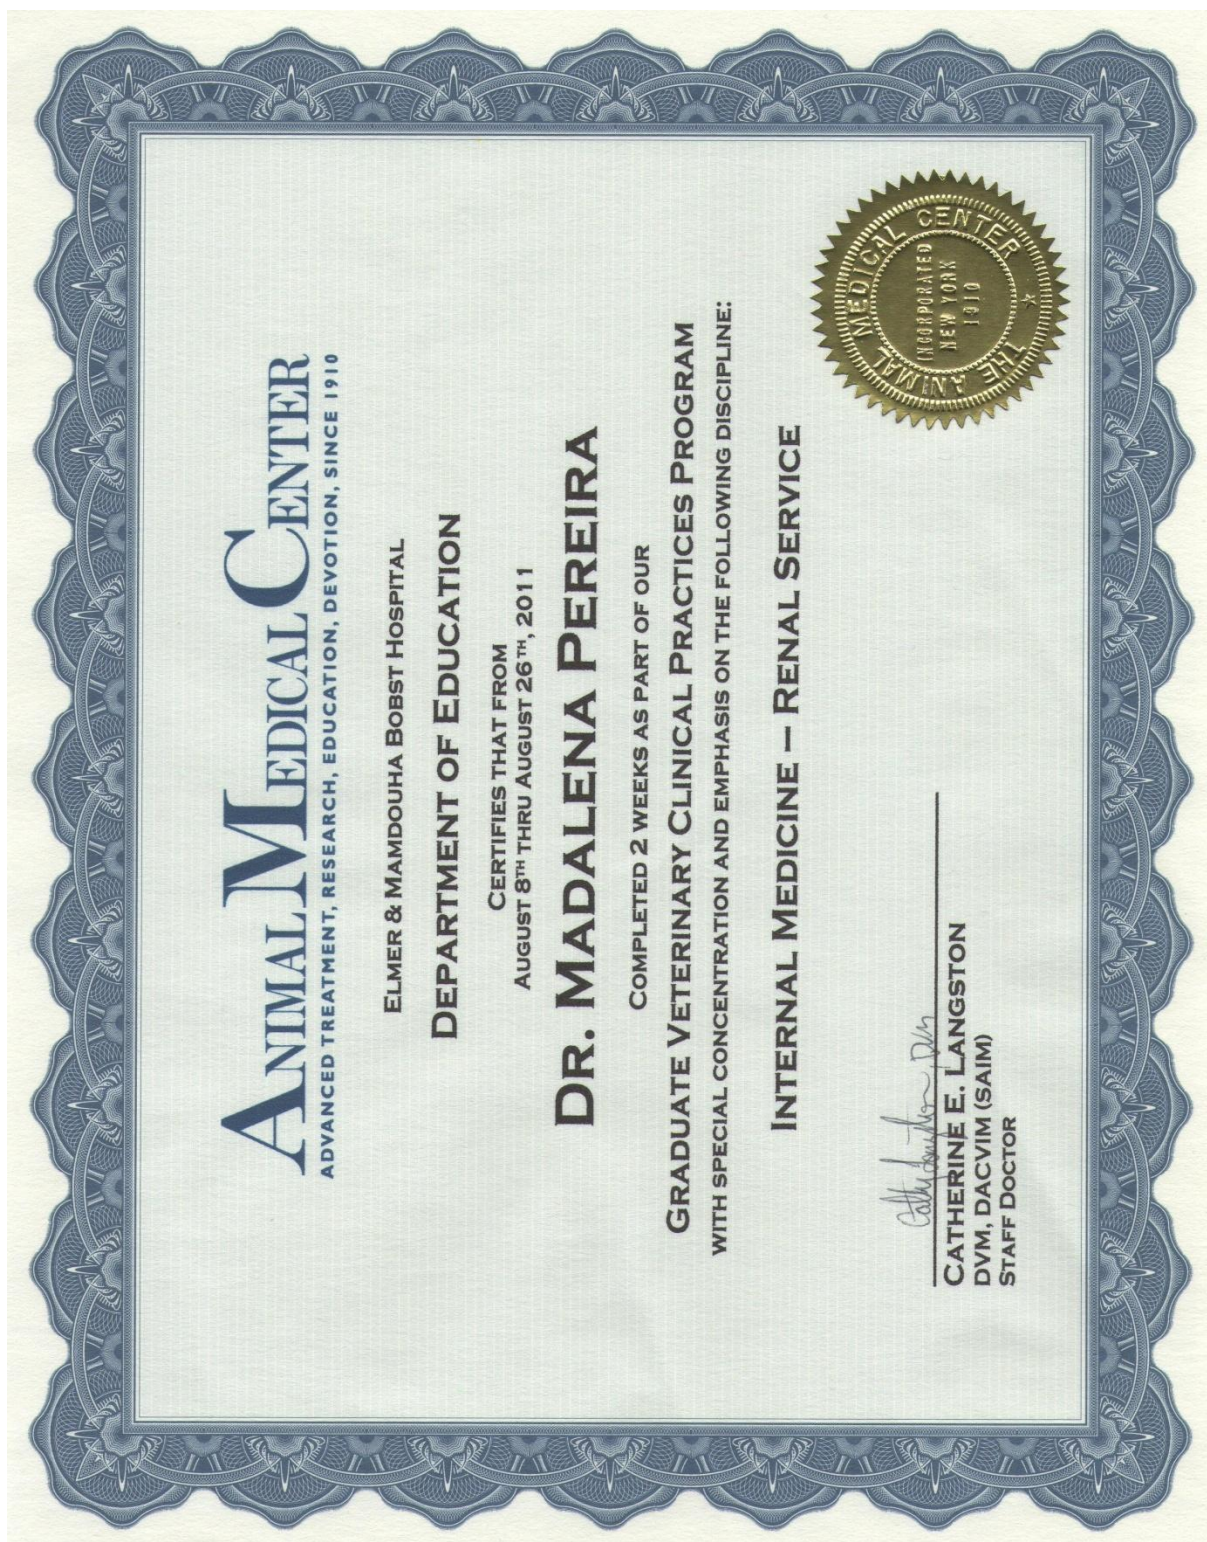 ANIMAL MEDICAL CENTER
ADVANCED TREATMENT, RESEARCH, EDUCATION, DEVOTION, SINCE 1910
ELMER & MAMDOUHA BOBST HOSPITAL
DEPARTMENT OF EDUCATION
CERTIFIES THAT FROM
AUGUST 8TH THRU AUGUST 26TH, 2011
DR. MADALENA PEREIRA
COMPLETED 2 WEEKS AS PART OF OUR
GRADUATE VETERINARY CLINICAL PRACTICES PROGRAM
WITH SPECIAL CONCENTRATION AND EMPHASIS ON THE FOLLOWING DISCIPLINE:
INTERNAL MEDICINE – RENAL SERVICE
Cathy Langston, DVM
CATHERINE E. LANGSTON
DVM, DACVIM (SAIM)
STAFF DOCTOR
THE ANIMAL MEDICAL CENTER
INCORPORATED
NEW YORK
1910